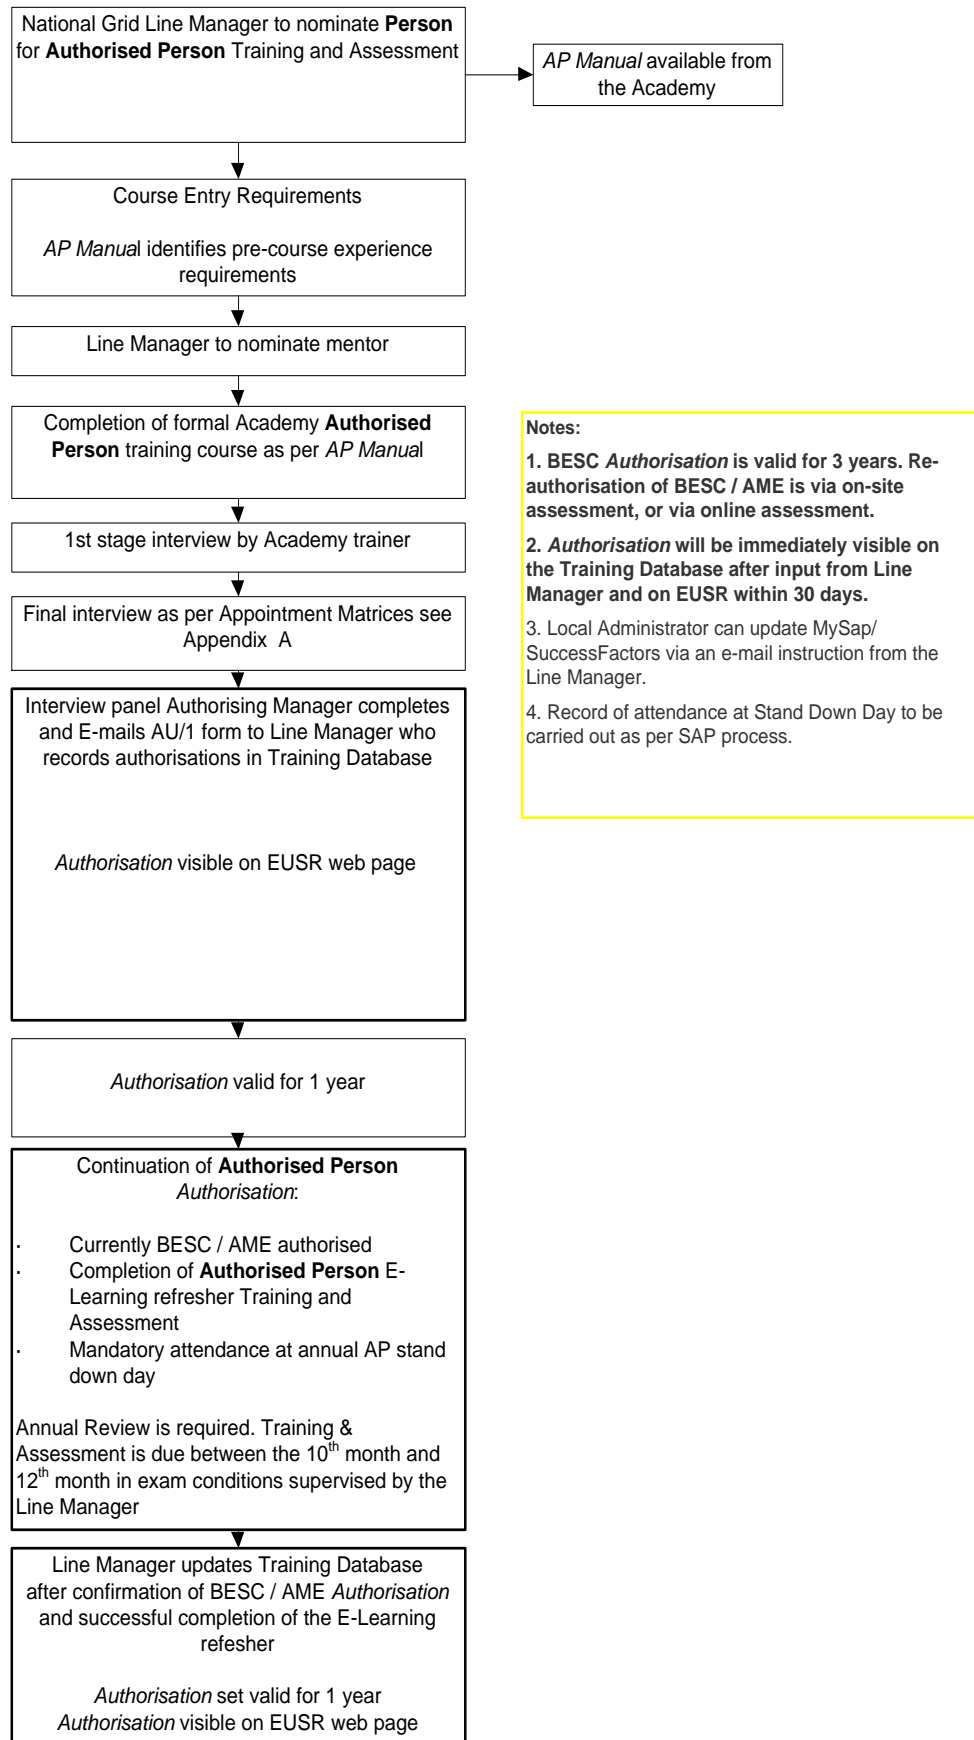 National Grid Line Manager to nominate Person
for Authorised Person Training and Assessment
AP Manual available from
the Academy
Course Entry Requirements
AP Manual identifies pre-course experience
requirements
Line Manager to nominate mentor
Completion of formal Academy Authorised
Person training course as per AP Manual
1st stage interview by Academy trainer
Final interview as per Appointment Matrices see
Appendix A
Interview panel Authorising Manager completes
and E-mails AU/1 form to Line Manager who
records authorisations in Training Database
Authorisation visible on EUSR web page
Authorisation valid for 1 year
Continuation of Authorised Person
Authorisation:
· Currently BESC / AME authorised
· Completion of Authorised Person E-
Learning refresher Training and
Assessment
· Mandatory attendance at annual AP stand
down day
Annual Review is required. Training &
Assessment is due between the 10th month and
12th month in exam conditions supervised by the
Line Manager
Line Manager updates Training Database
after confirmation of BESC / AME Authorisation
and successful completion of the E-Learning
refesher
Authorisation set valid for 1 year
Authorisation visible on EUSR web page
Notes:
1. BESC Authorisation is valid for 3 years. Re-
authorisation of BESC / AME is via on-site
assessment, or via online assessment.
2. Authorisation will be immediately visible on
the Training Database after input from Line
Manager and on EUSR within 30 days.
3. Local Administrator can update MySap/
SuccessFactors via an e-mail instruction from the
Line Manager.
4. Record of attendance at Stand Down Day to be
carried out as per SAP process.